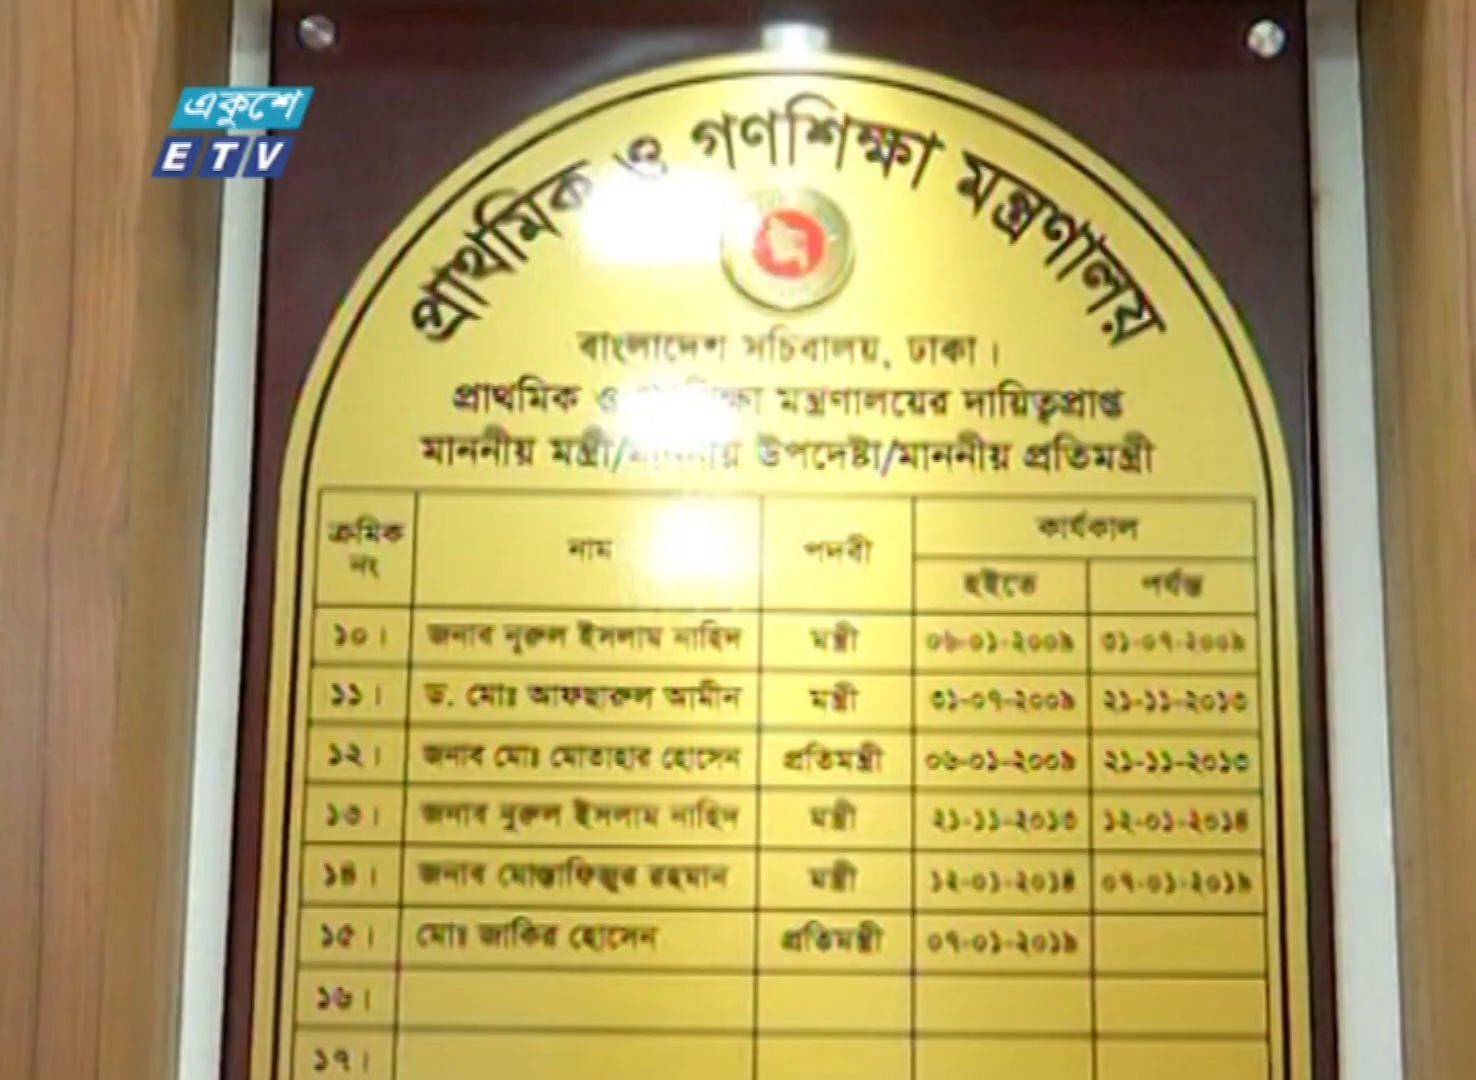 একুশে
ETV
প্রাথমিক ও গণশিক্ষা মন্ত্রণালয়
বাংলাদেশ সচিবালয়, ঢাকা।
প্রাথমিক ও গণশিক্ষা মন্ত্রণালয়ের দায়িত্বপ্রাপ্ত
মাননীয় মন্ত্রী/মাননীয় উপদেষ্টা/মাননীয় প্রতিমন্ত্রী
ক্রমিক নং নাম পদবী কার্যকাল
হইতে পর্যন্ত
১০। জনাব নূরুল ইসলাম নাহিদ মন্ত্রী ০৬-০১-২০০৯ ৩১-০৭-২০০৯
১১। ড. মোঃ আফছারুল আমীন মন্ত্রী ৩১-০৭-২০০৯ ২১-১১-২০১৩
১২। জনাব মোঃ মোতাহার হোসেন প্রতিমন্ত্রী ০৬-০১-২০০৯ ২১-১১-২০১৩
১৩। জনাব নূরুল ইসলাম নাহিদ মন্ত্রী ২১-১১-২০১৩ ১২-০১-২০১৪
১৪। জনাব মোস্তাফিজুর রহমান মন্ত্রী ১২-০১-২০১৪ ০৭-০১-২০১৯
১৫। মোঃ জাকির হোসেন প্রতিমন্ত্রী ০৭-০১-২০১৯
১৬।
১৭।